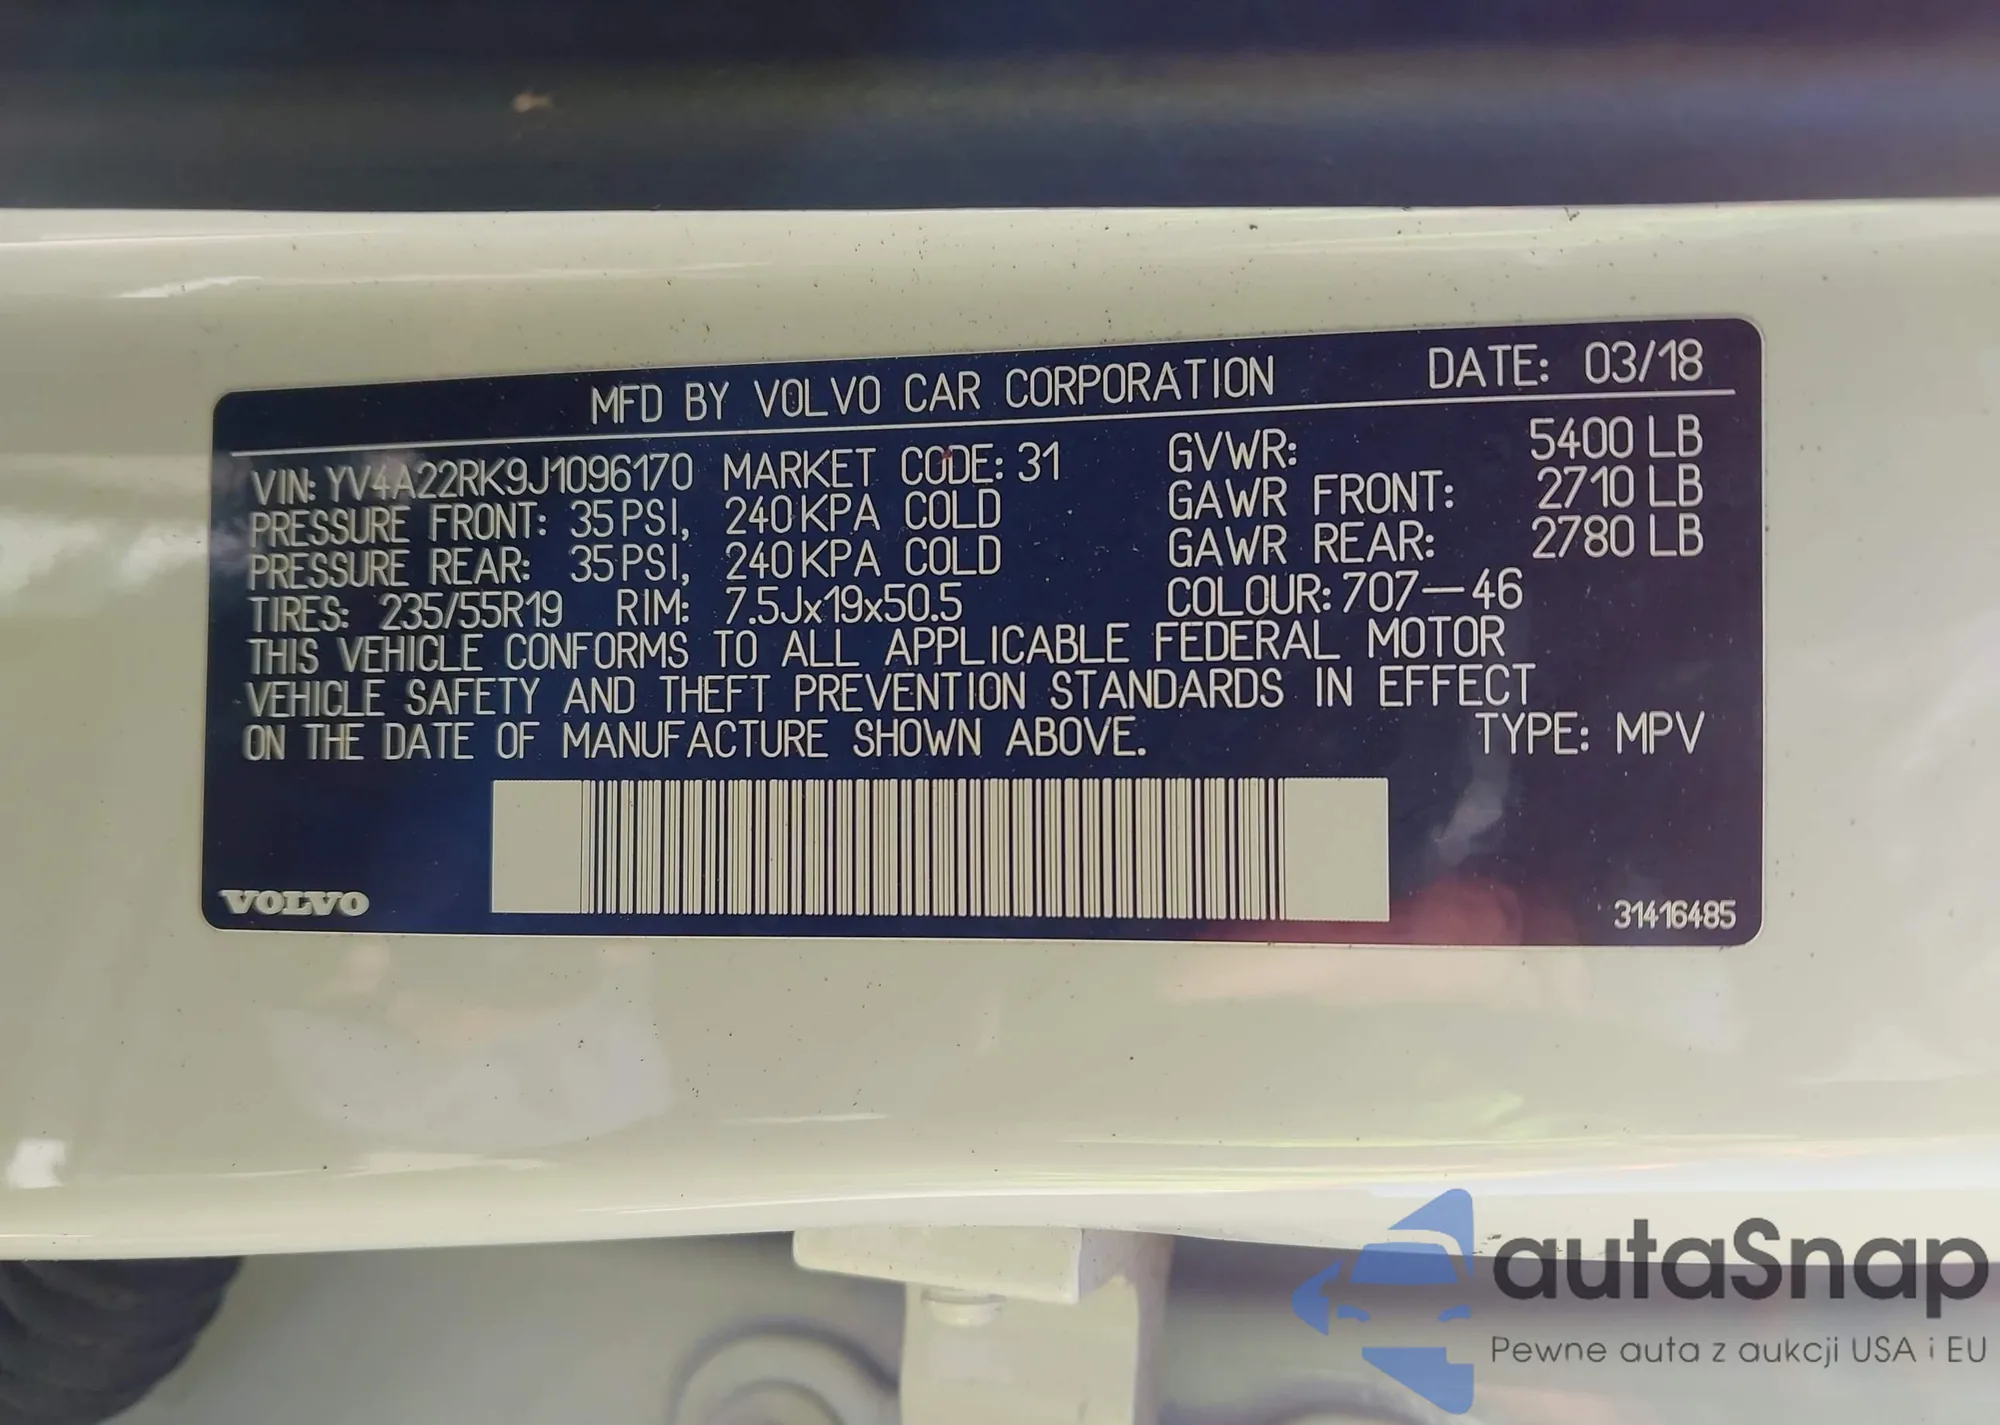 MFD BY VOLVO CAR CORPORATION DATE: 03/18
VIN: YV4A22RK9J1096170 MARKET CODE: 31 GVWR: 5400 LB
PRESSURE FRONT: 35 PSI, 240 KPA COLD GAWR FRONT: 2710 LB
PRESSURE REAR: 35 PSI, 240 KPA COLD GAWR REAR: 2780 LB
TIRES: 235/55R19 RIM: 7.5Jx19x50.5 COLOUR: 707-46
THIS VEHICLE CONFORMS TO ALL APPLICABLE FEDERAL MOTOR
VEHICLE SAFETY AND THEFT PREVENTION STANDARDS IN EFFECT
ON THE DATE OF MANUFACTURE SHOWN ABOVE. TYPE: MPV
VOLVO 31416485
autaSnap
Pewne auta z aukcji USA i EU